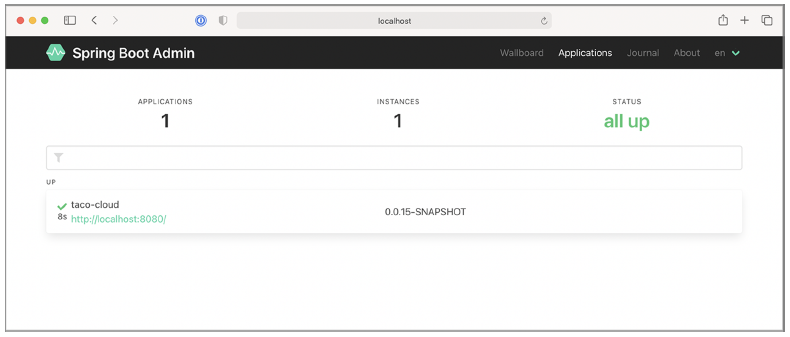 localhost
Spring Boot Admin Wallboard Applications Journal About en
APPLICATIONS INSTANCES STATUS
1 1 all up
UP
taco-cloud
8s http://localhost:8080/ 0.0.15-SNAPSHOT